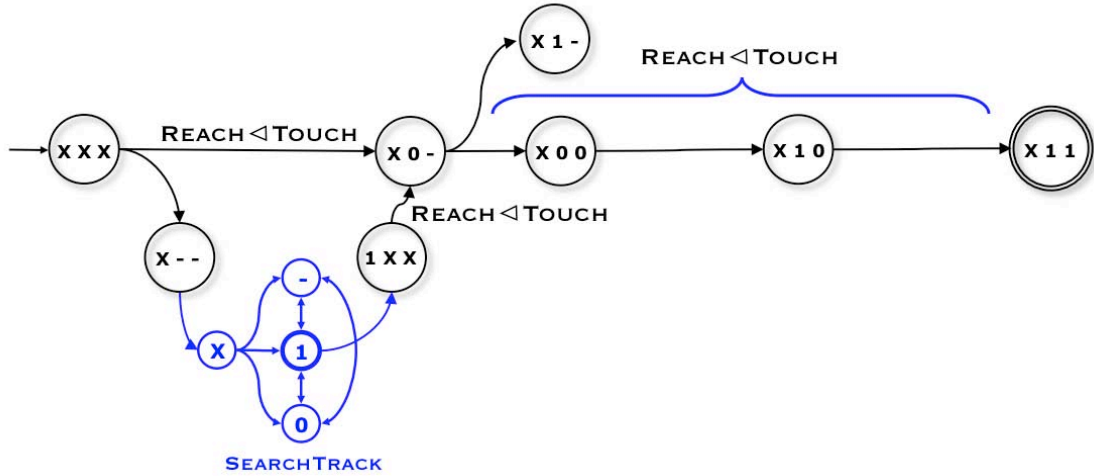 X 1 -
REACH ◁ TOUCH
REACH ◁ TOUCH
X X X
X 0 -
X 0 0
X 1 0
X 1 1
REACH ◁ TOUCH
X - -
1 X X
-
X
1
0
SEARCHTRACK